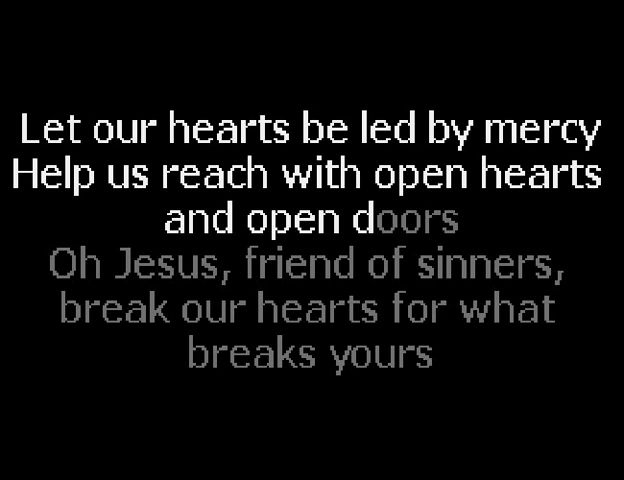 Let our hearts be led by mercy
Help us reach with open hearts
and open doors
Oh Jesus, friend of sinners,
break our hearts for what
breaks yours